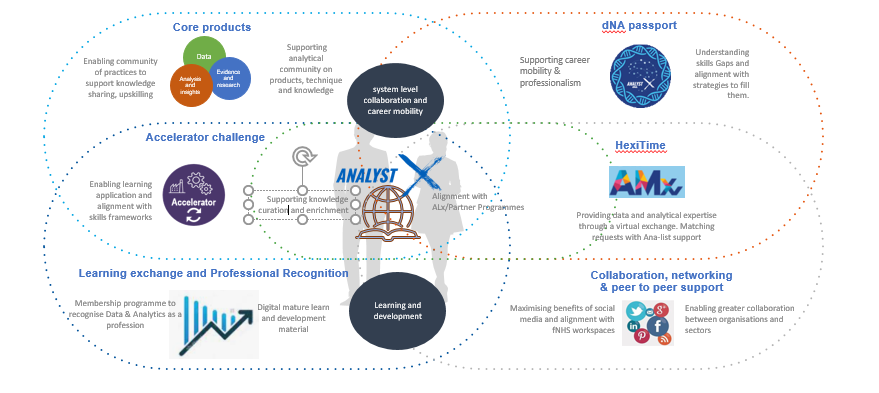 Core products
Enabling community
of practices to
support knowledge
sharing, upskilling
Data
Analysis
and
insights
Evidence
and
research
Supporting
analytical
community on
products, technique
and knowledge
system level
collaboration and
career mobility
dNA passport
Supporting career
mobility &
professionalism
ANALYST
Understanding
skills Gaps and
alignment with
strategies to fill
them.
Accelerator challenge
Enabling learning
application and
alignment with
skills frameworks
Accelerator
Supporting knowledge
curation and enrichment
ANALYST X
Alignment with
ALx/Partner Programmes
HexiTime
AMx
Providing data and analytical expertise
through a virtual exchange. Matching
requests with Ana-list support
Learning exchange and Professional Recognition
Membership programme to
recognise Data & Analytics as a
profession
Digital mature learn
and development
material
Learning and
development
Collaboration, networking
& peer to peer support
Maximising benefits of social
media and alignment with
fNHS workspaces
Enabling greater collaboration
between organisations and
sectors